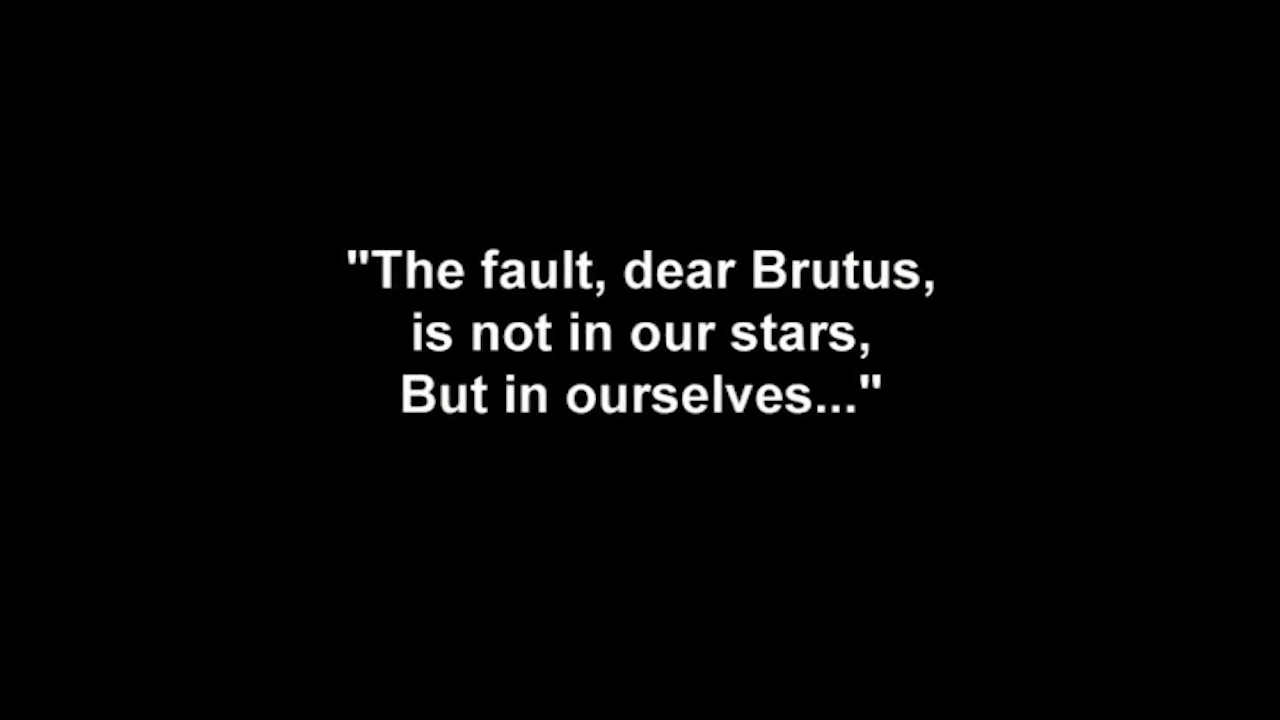 "The fault, dear Brutus,
is not in our stars,
But in ourselves..."